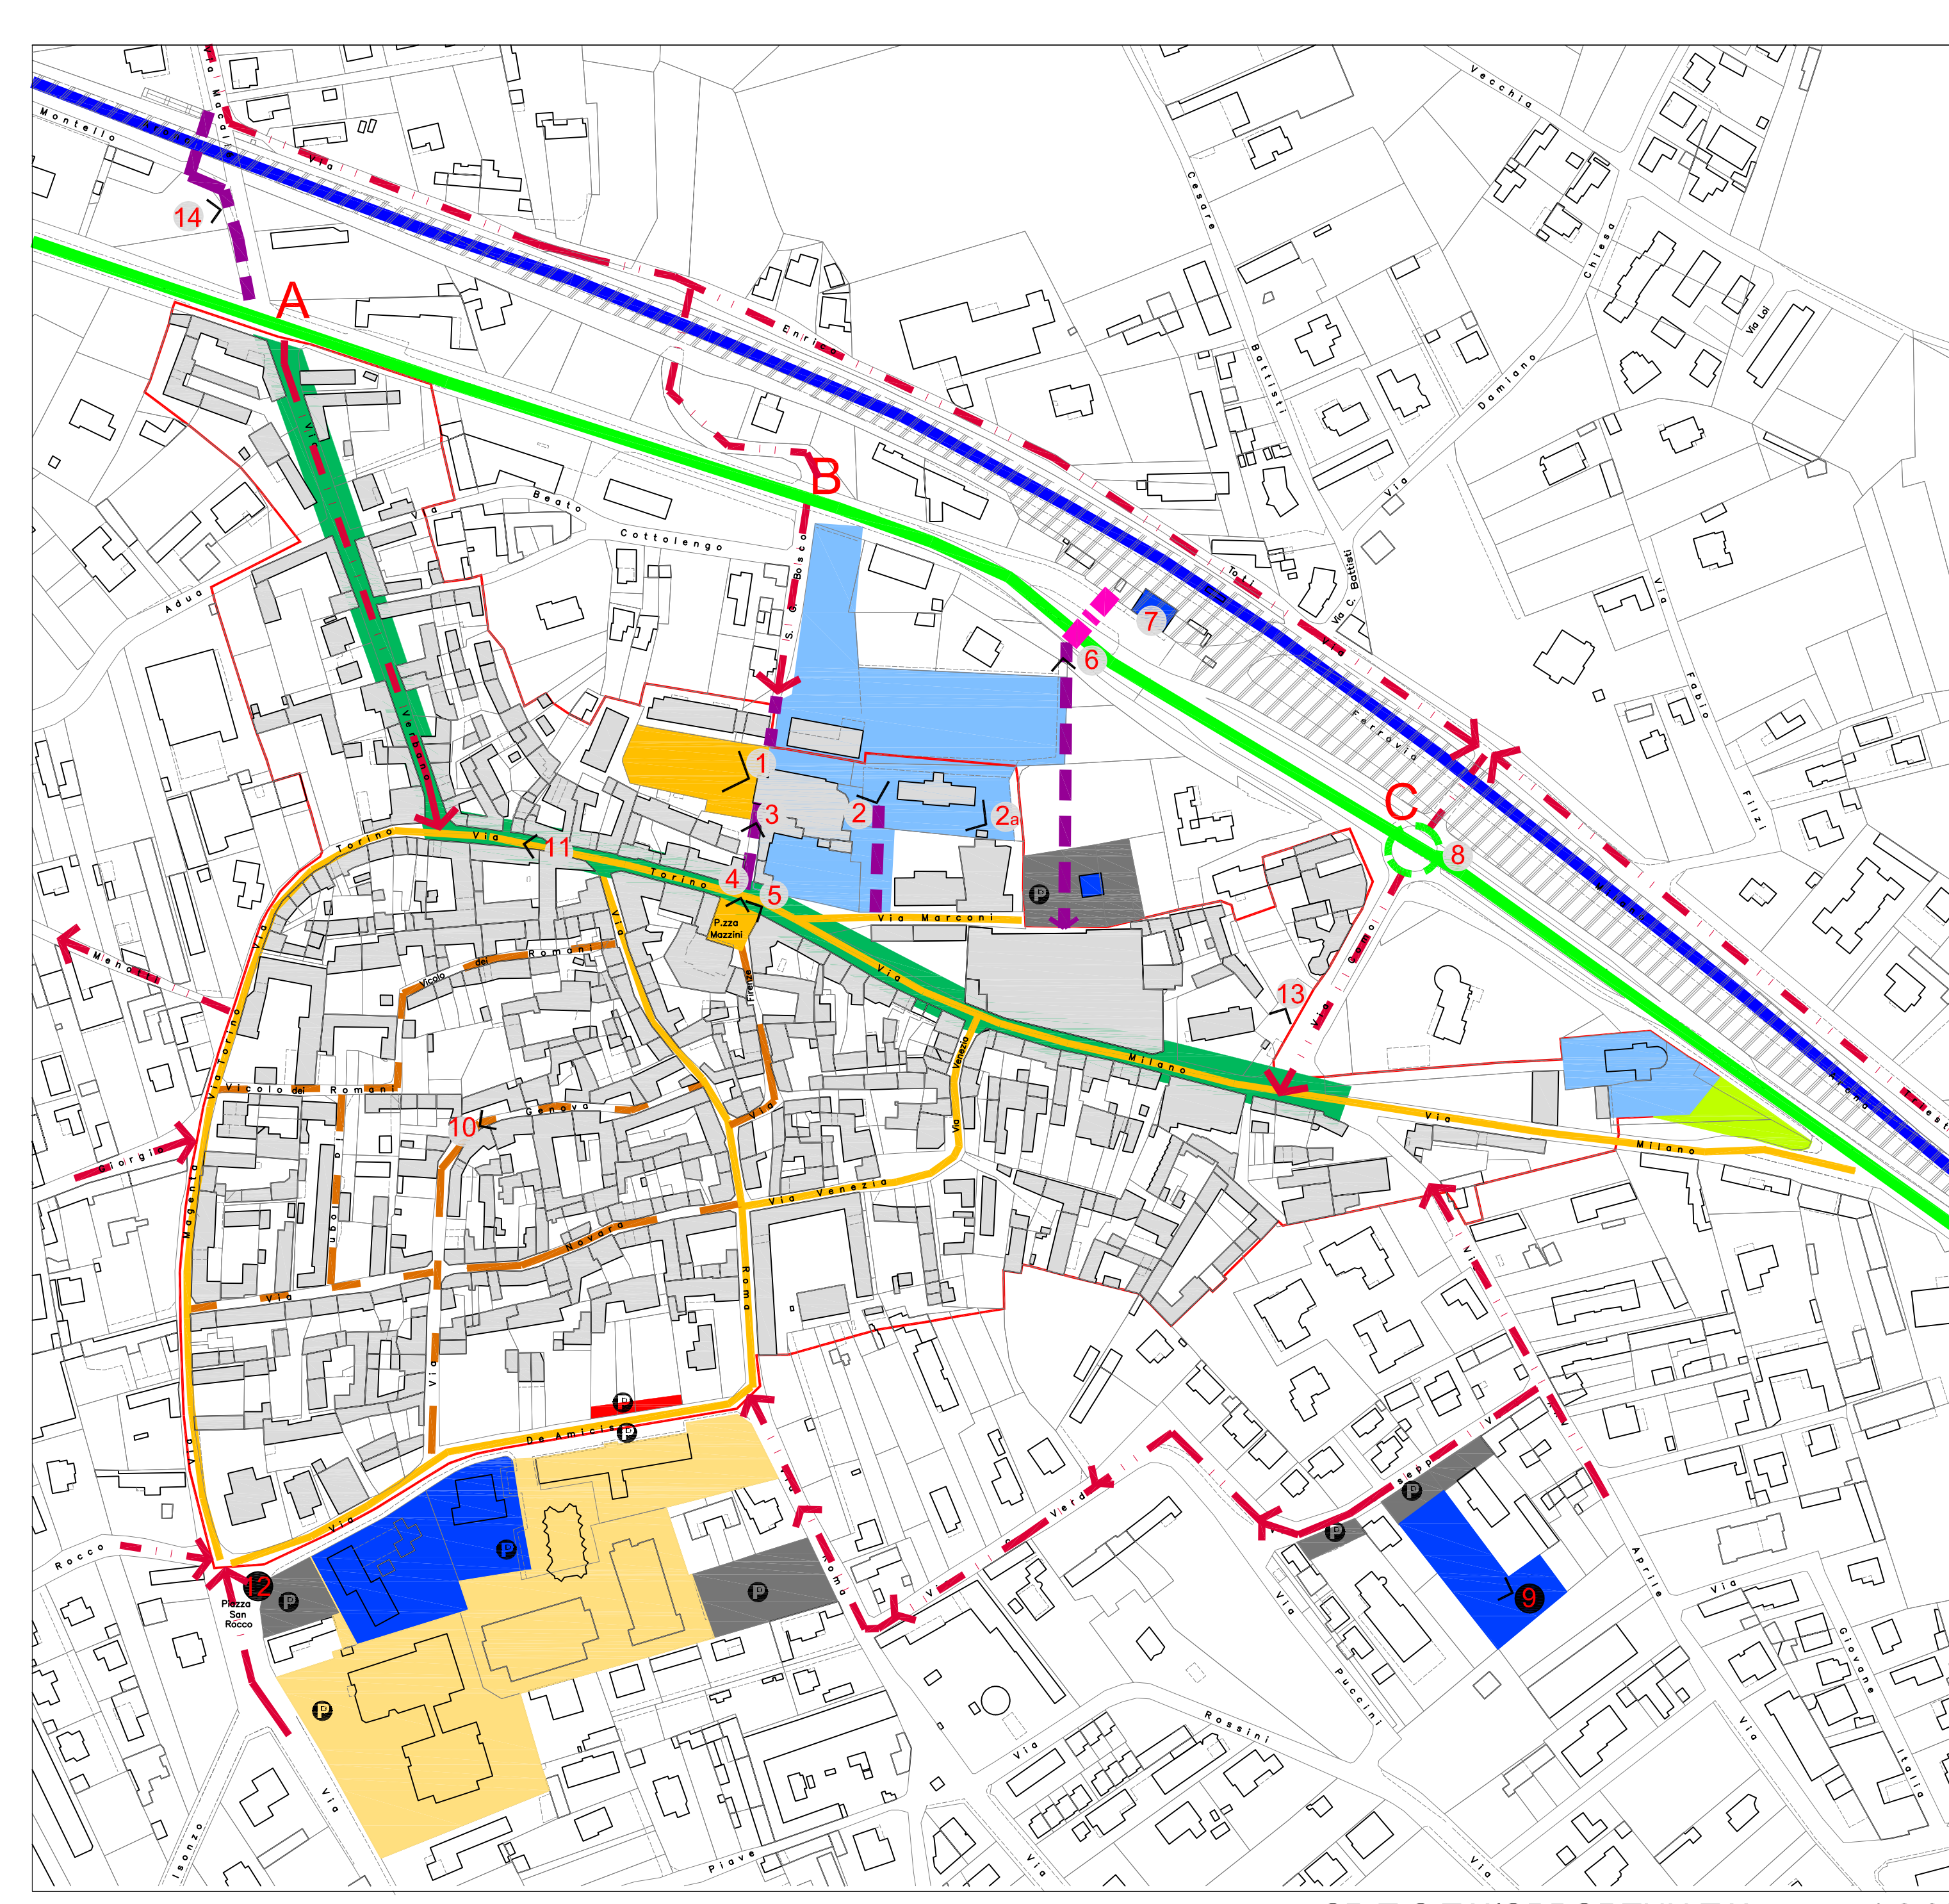 Vecchia
Montello
Via
14
Cesare
Chiesa
Via Loi
A
Enrico
Battisti
Damiano
Via
B
Via
Beato
Cottolengo
Bosco
S. G.
Toti
Via C. Battisti
Adua
7
Via
6
Via
Fabio
Verbano
Ferrovia
1
C
Filzi
2
3
2a
Torino
Via
11
Torino
8
4
5
P
Via Marconi
P.zza
Mazzini
Via
Romani
dei
Vicolo
Menotti
Firenze
Via
Como
Via
13
Via Torino
Venezia
Milano
Vicolo dei Romani
Genova
10
Via
Via
Via
Milano
Giorgio
Magenta
Via Venezia
Novara
Via
Roma
Via
P
De Amicis
P
Via
Via
P
Verdi
P
P
Rocco
12
P
Piazza
San
Rocco
P
Roma
Aprile
Via
9
Via
Puccini
Giovane
Italia
P
Rossini
Via
Via
Via
Isonzo
Piave
Via
Via